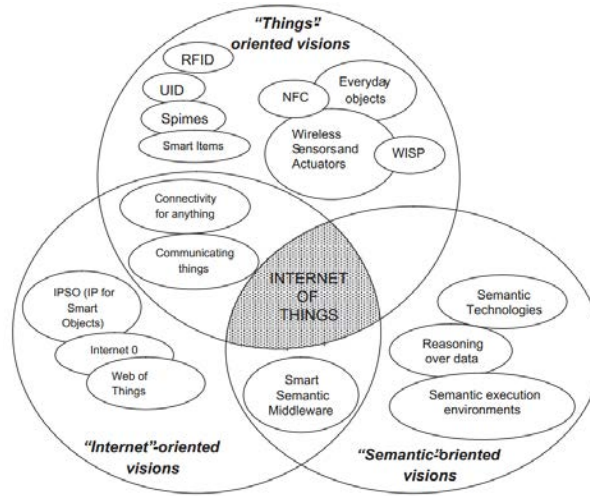 “Things”-
oriented visions
RFID
UID
Spimes
Smart Items
NFC
Everyday
objects
Wireless
Sensors and
Actuators
WISP
Connectivity
for anything
Communicating
things
INTERNET
OF
THINGS
IPSO (IP for
Smart
Objects)
Internet 0
Web of
Things
Smart
Semantic
Middleware
Semantic
Technologies
Reasoning
over data
Semantic execution
environments
“Internet”-oriented
visions
“Semantic”-oriented
visions